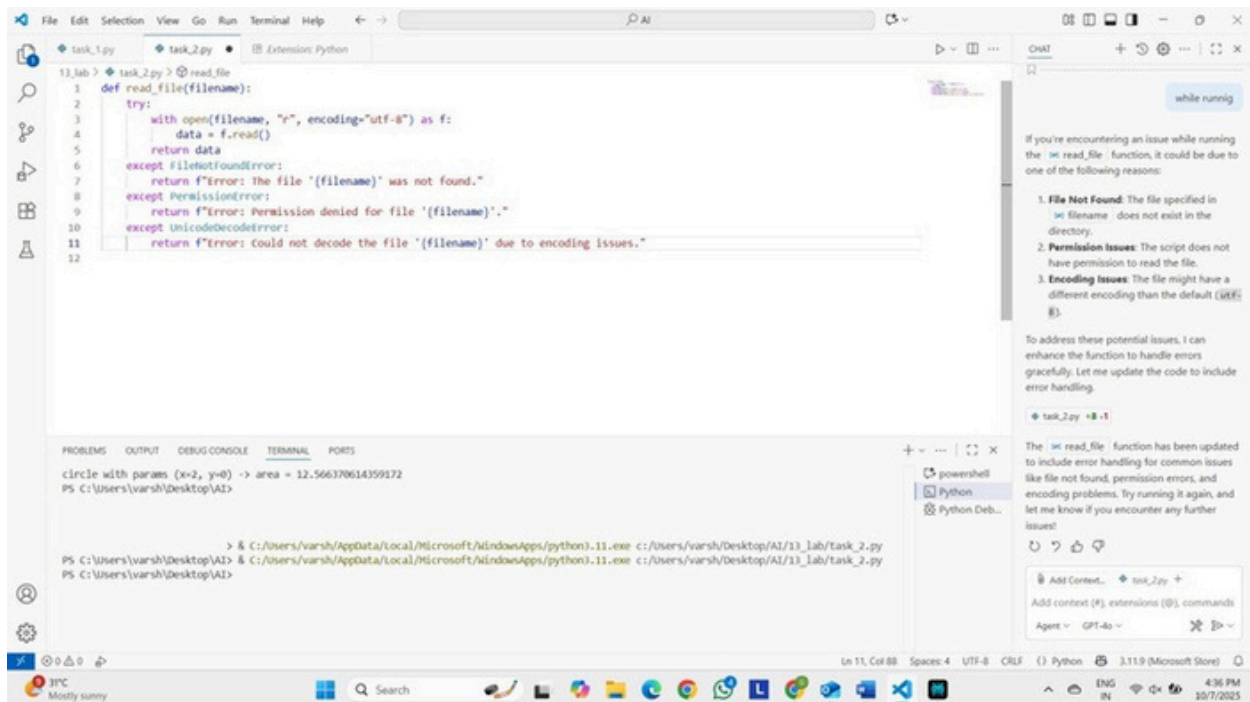 File Edit Selection View Go Run Terminal Help
AI
task_1.py
task_2.py
Extension: Python
13_lab > task_2.py > read_file
1 def read_file(filename):
2 try:
3 with open(filename, "r", encoding="utf-8") as f:
4 data = f.read()
5 return data
6 except FileNotFoundError:
7 return f"Error: The file '{filename}' was not found."
8 except PermissionError:
9 return f"Error: Permission denied for file '{filename}'."
10 except UnicodeDecodeError:
11 return f"Error: Could not decode the file '{filename}' due to encoding issues."
12
PROBLEMS OUTPUT DEBUG CONSOLE TERMINAL PORTS
circle with params (x=2, y=0) -> area = 12.566370614359172
PS C:\Users\varsh\Desktop\AI>
> & C:/Users/varsh/AppData/Local/Microsoft/WindowsApps/python3.11.exe c:/Users/varsh/Desktop/AI/13_lab/task_2.py
PS C:\Users\varsh\Desktop\AI> & C:/Users/varsh/AppData/Local/Microsoft/WindowsApps/python3.11.exe c:/Users/varsh/Desktop/AI/13_lab/task_2.py
PS C:\Users\varsh\Desktop\AI>
powershell
Python
Python Deb...
CHAT
while runnig
If you're encountering an issue while running
the read_file function, it could be due to
one of the following reasons:
1. File Not Found: The file specified in
filename does not exist in the
directory.
2. Permission Issues: The script does not
have permission to read the file.
3. Encoding Issues: The file might have a
different encoding than the default (utf-
8).
To address these potential issues, I can
enhance the function to handle errors
gracefully. Let me update the code to include
error handling.
task_2.py +8 -1
The read_file function has been updated
to include error handling for common issues
like file not found, permission errors, and
encoding problems. Try running it again, and
let me know if you encounter any further
issues!
Add Context... task_2.py +
Add context (#), extensions (@), commands
Agent GPT-4o
0 0 Ln 11, Col 88 Spaces: 4 UTF-8 CRLF {} Python 3.11.9 (Microsoft Store)
31°C
Mostly sunny
Search
ENG
IN
4:36 PM
10/7/2025